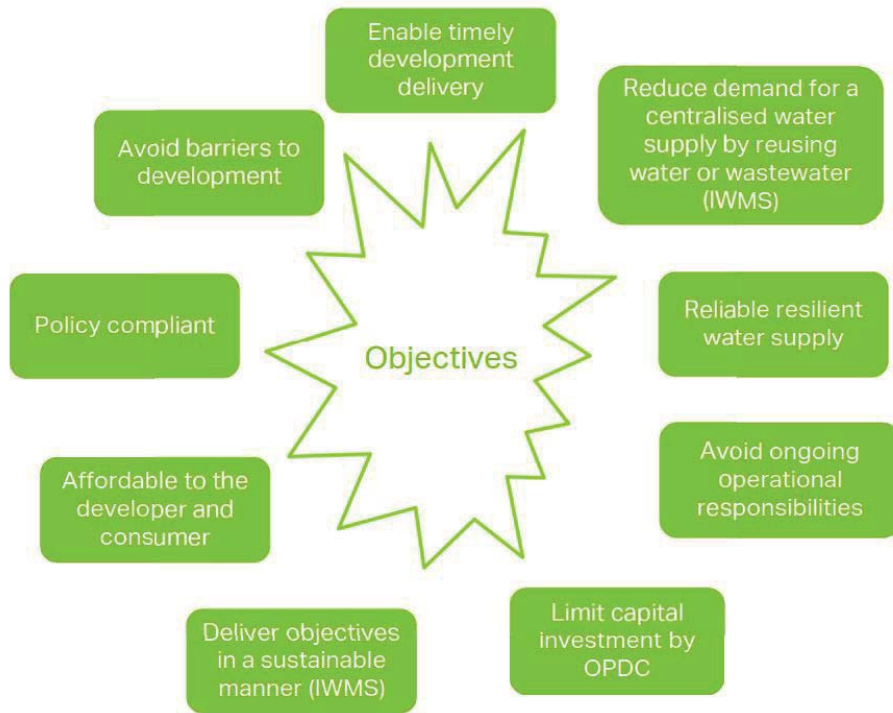 Enable timely
development
delivery
Reduce demand for a
centralised water
supply by reusing
water or wastewater
(IWMS)
Avoid barriers to
development
Policy compliant
Reliable resilient
water supply
Objectives
Avoid ongoing
operational
responsibilities
Affordable to the
developer and
consumer
Limit capital
investment by
OPDC
Deliver objectives
in a sustainable
manner (IWMS)